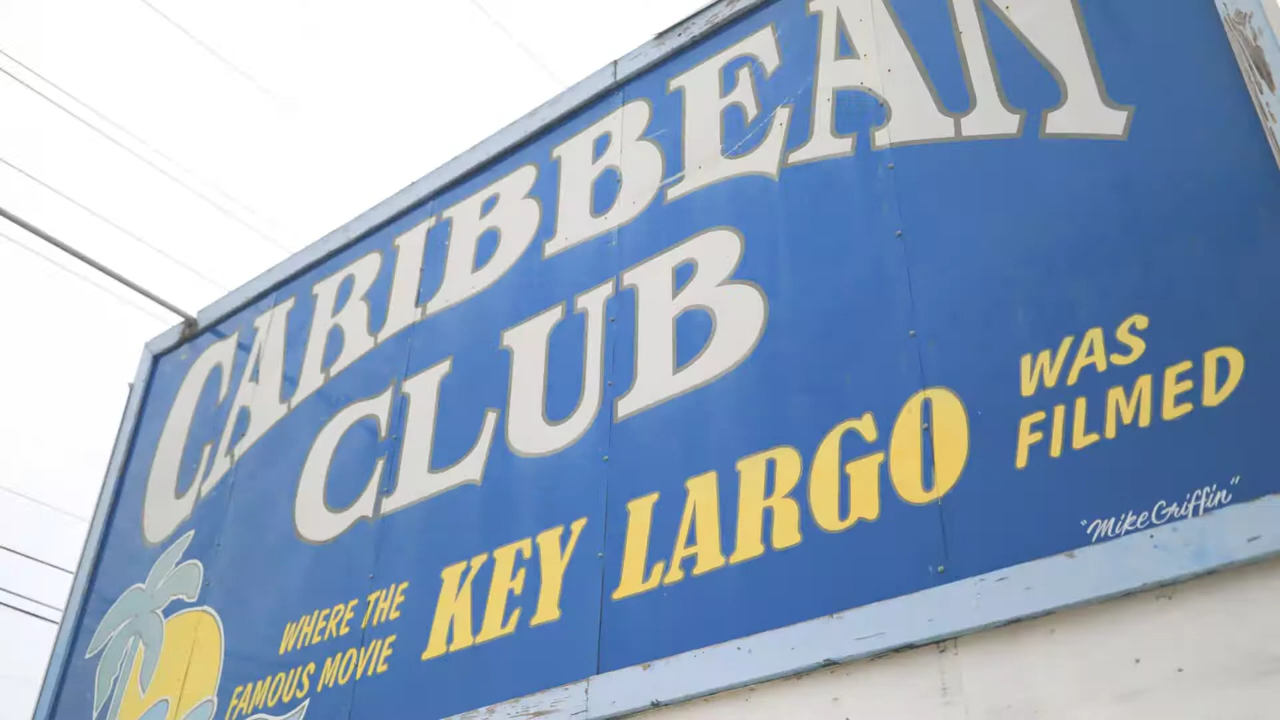 CARIBBEAN
CLUB
WHERE THE
FAMOUS MOVIE
KEY LARGO
WAS
FILMED
"Mike Griffin"